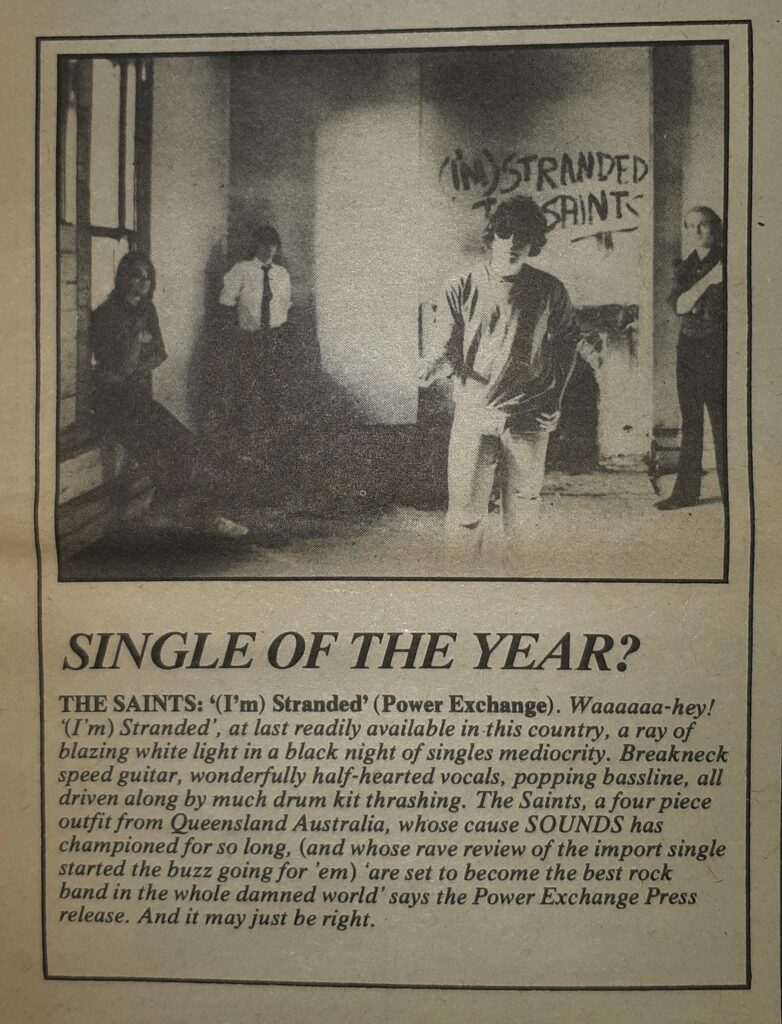 (I'M) STRANDED
SAINTS
SINGLE OF THE YEAR?
THE SAINTS: ‘(I’m) Stranded’ (Power Exchange). Waaaaaa-hey!
‘(I’m) Stranded’, at last readily available in this country, a ray of
blazing white light in a black night of singles mediocrity. Breakneck
speed guitar, wonderfully half-hearted vocals, popping bassline, all
driven along by much drum kit thrashing. The Saints, a four piece
outfit from Queensland Australia, whose cause SOUNDS has
championed for so long, (and whose rave review of the import single
started the buzz going for 'em) ‘are set to become the best rock
band in the whole damned world’ says the Power Exchange Press
release. And it may just be right.